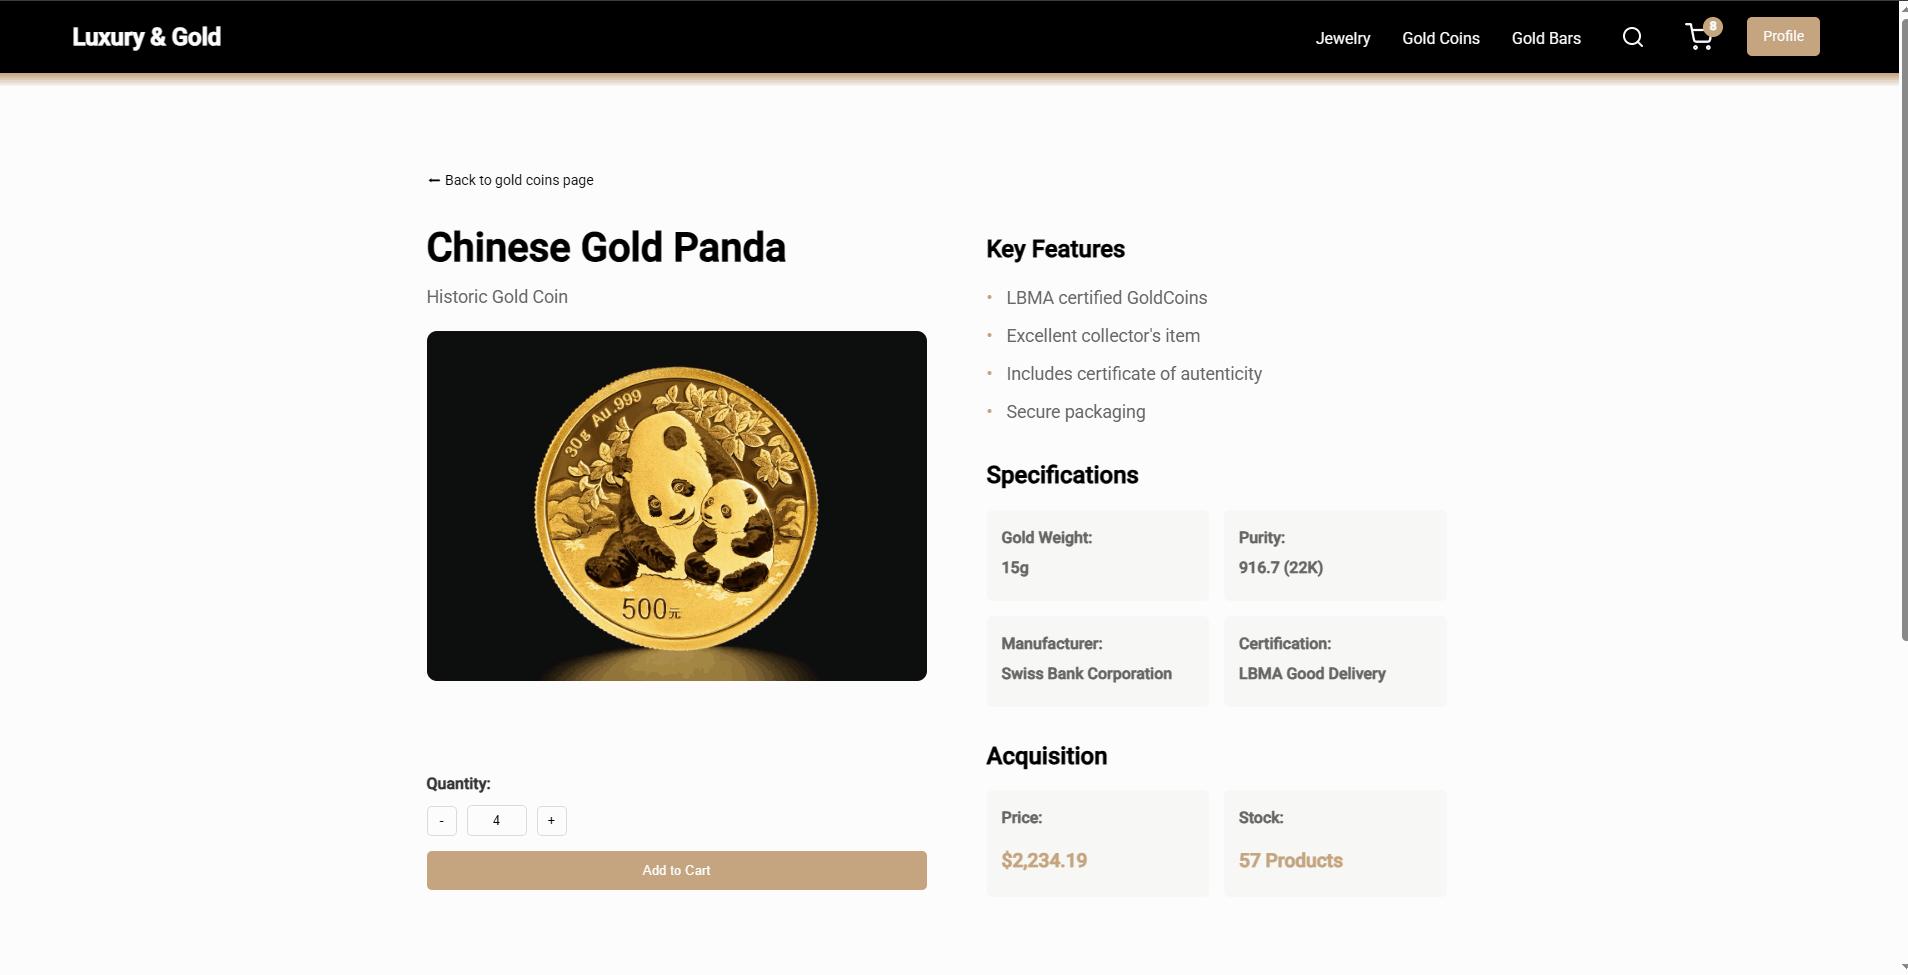 Luxury & Gold
Jewelry
Gold Coins
Gold Bars
8
Profile
Back to gold coins page
Chinese Gold Panda
Historic Gold Coin
30g Au.999
500元
Quantity:
- 4 +
Add to Cart
Key Features
• LBMA certified GoldCoins
• Excellent collector's item
• Includes certificate of autenticity
• Secure packaging
Specifications
Gold Weight:
15g
Purity:
916.7 (22K)
Manufacturer:
Swiss Bank Corporation
Certification:
LBMA Good Delivery
Acquisition
Price:
$2,234.19
Stock:
57 Products